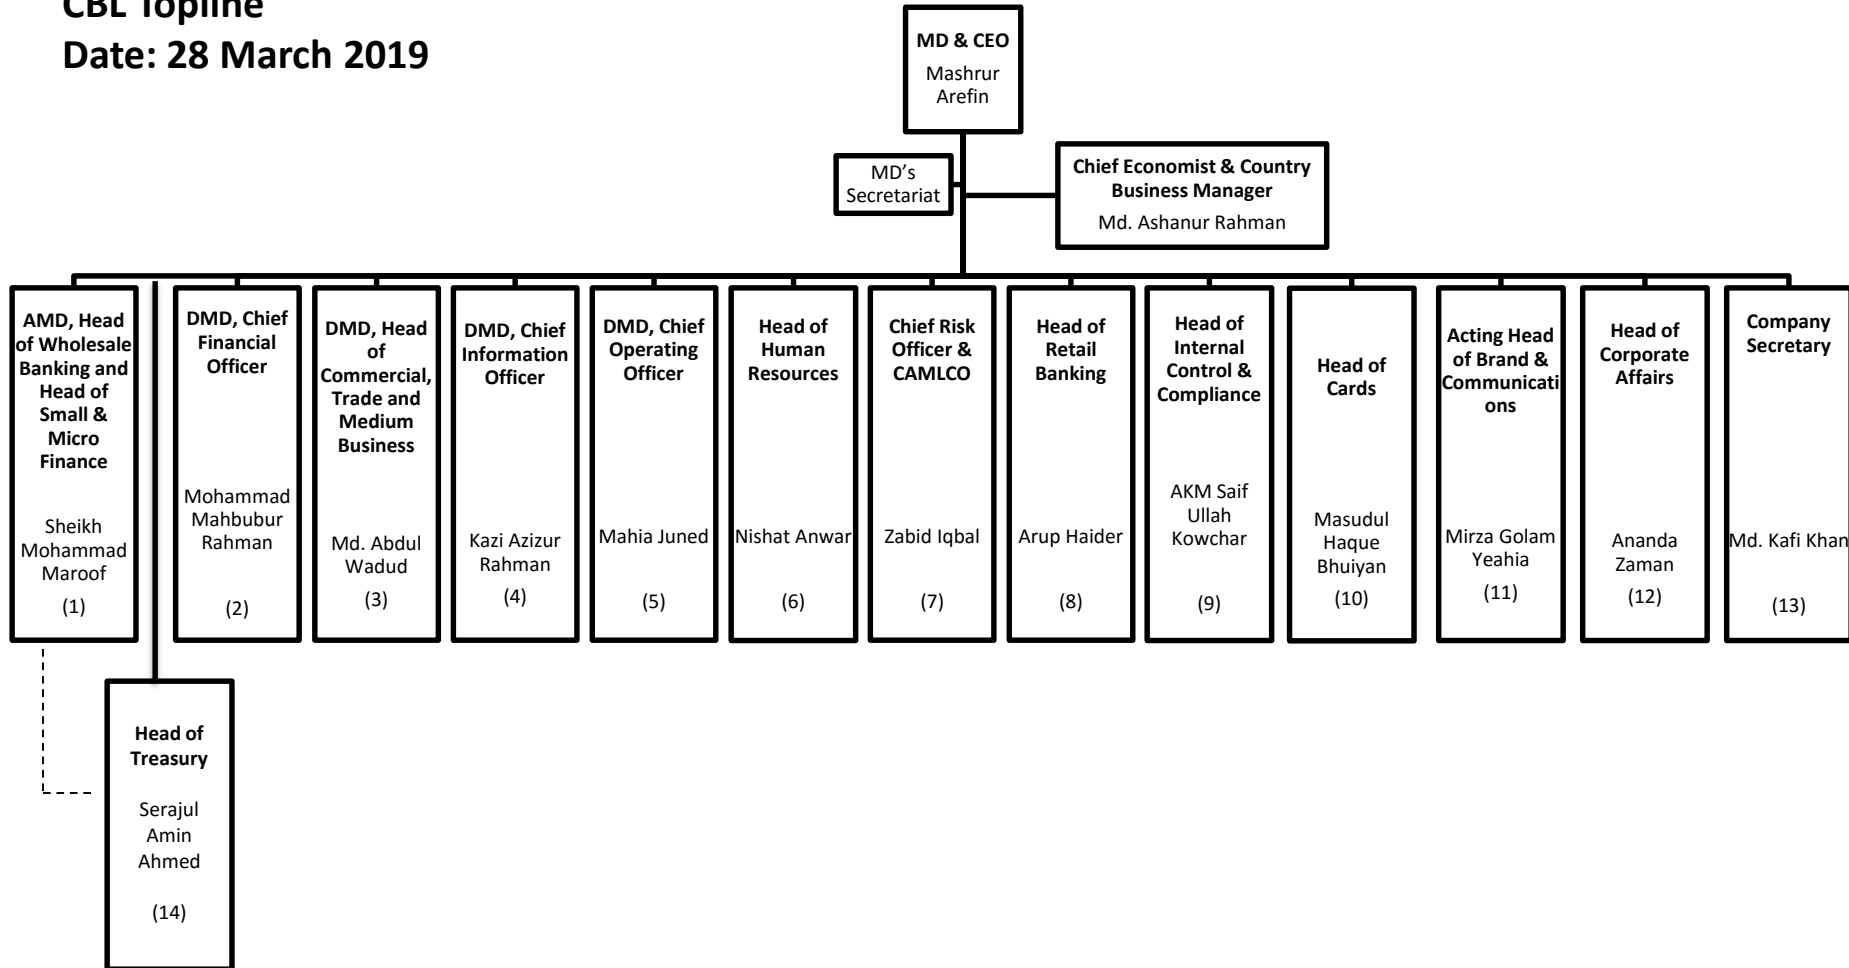 CBL Topline
Date: 28 March 2019
MD & CEO
Mashrur
Arefin
MD’s
Secretariat
Chief Economist & Country
Business Manager
Md. Ashanur Rahman
AMD, Head
of Wholesale
Banking and
Head of
Small &
Micro
Finance
Sheikh
Mohammad
Maroof
(1)
DMD, Chief
Financial
Officer
Mohammad
Mahbubur
Rahman
(2)
DMD, Head
of
Commercial,
Trade and
Medium
Business
Md. Abdul
Wadud
(3)
DMD, Chief
Information
Officer
Kazi Azizur
Rahman
(4)
DMD, Chief
Operating
Officer
Mahia Juned
(5)
Head of
Human
Resources
Nishat Anwar
(6)
Chief Risk
Officer &
CAMLCO
Zabid Iqbal
(7)
Head of
Retail
Banking
Arup Haider
(8)
Head of
Internal
Control &
Compliance
AKM Saif
Ullah
Kowchar
(9)
Head of
Cards
Masudul
Haque
Bhuiyan
(10)
Acting Head
of Brand &
Communicati
ons
Mirza Golam
Yeahia
(11)
Head of
Corporate
Affairs
Ananda
Zaman
(12)
Company
Secretary
Md. Kafi Khan
(13)
Head of
Treasury
Serajul
Amin
Ahmed
(14)